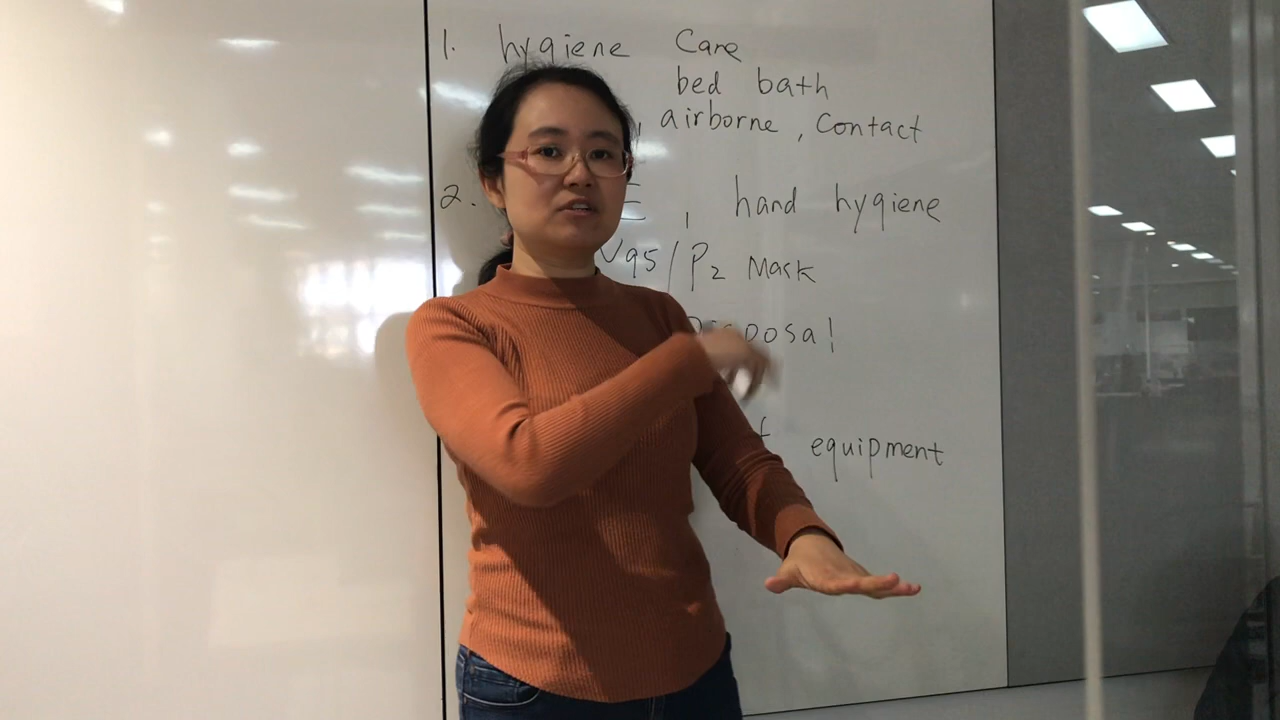 1. hygiene Care
bed bath
, airborne, Contact
2. , hand hygiene
N95/P2 Mask
Disposal
equipment